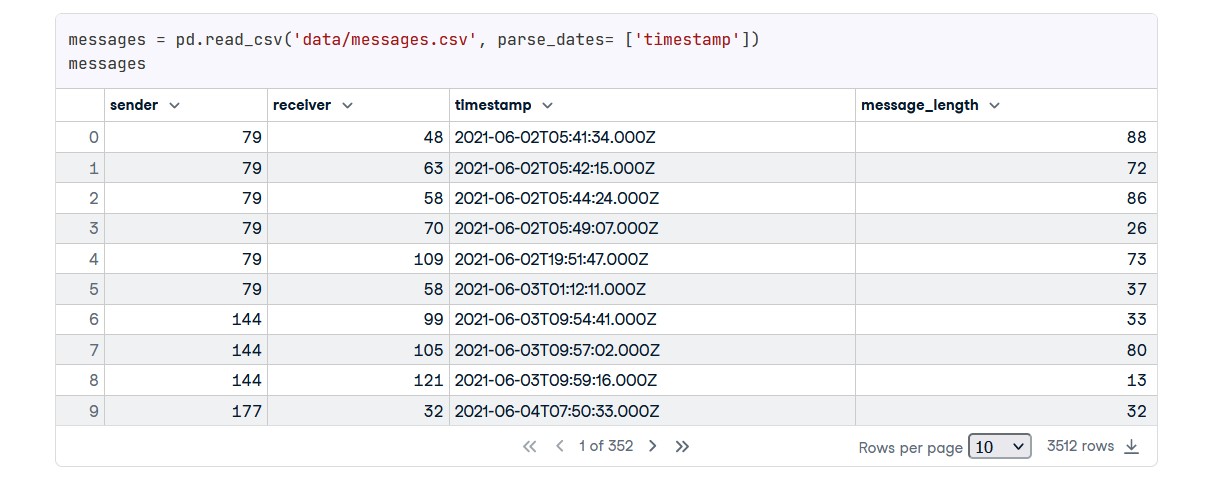 messages = pd.read_csv('data/messages.csv', parse_dates= ['timestamp'])
messages
sender receiver timestamp message_length
0 79 48 2021-06-02T05:41:34.000Z 88
1 79 63 2021-06-02T05:42:15.000Z 72
2 79 58 2021-06-02T05:44:24.000Z 86
3 79 70 2021-06-02T05:49:07.000Z 26
4 79 109 2021-06-02T19:51:47.000Z 73
5 79 58 2021-06-03T01:12:11.000Z 37
6 144 99 2021-06-03T09:54:41.000Z 33
7 144 105 2021-06-03T09:57:02.000Z 80
8 144 121 2021-06-03T09:59:16.000Z 13
9 177 32 2021-06-04T07:50:33.000Z 32
1 of 352 Rows per page 10 3512 rows